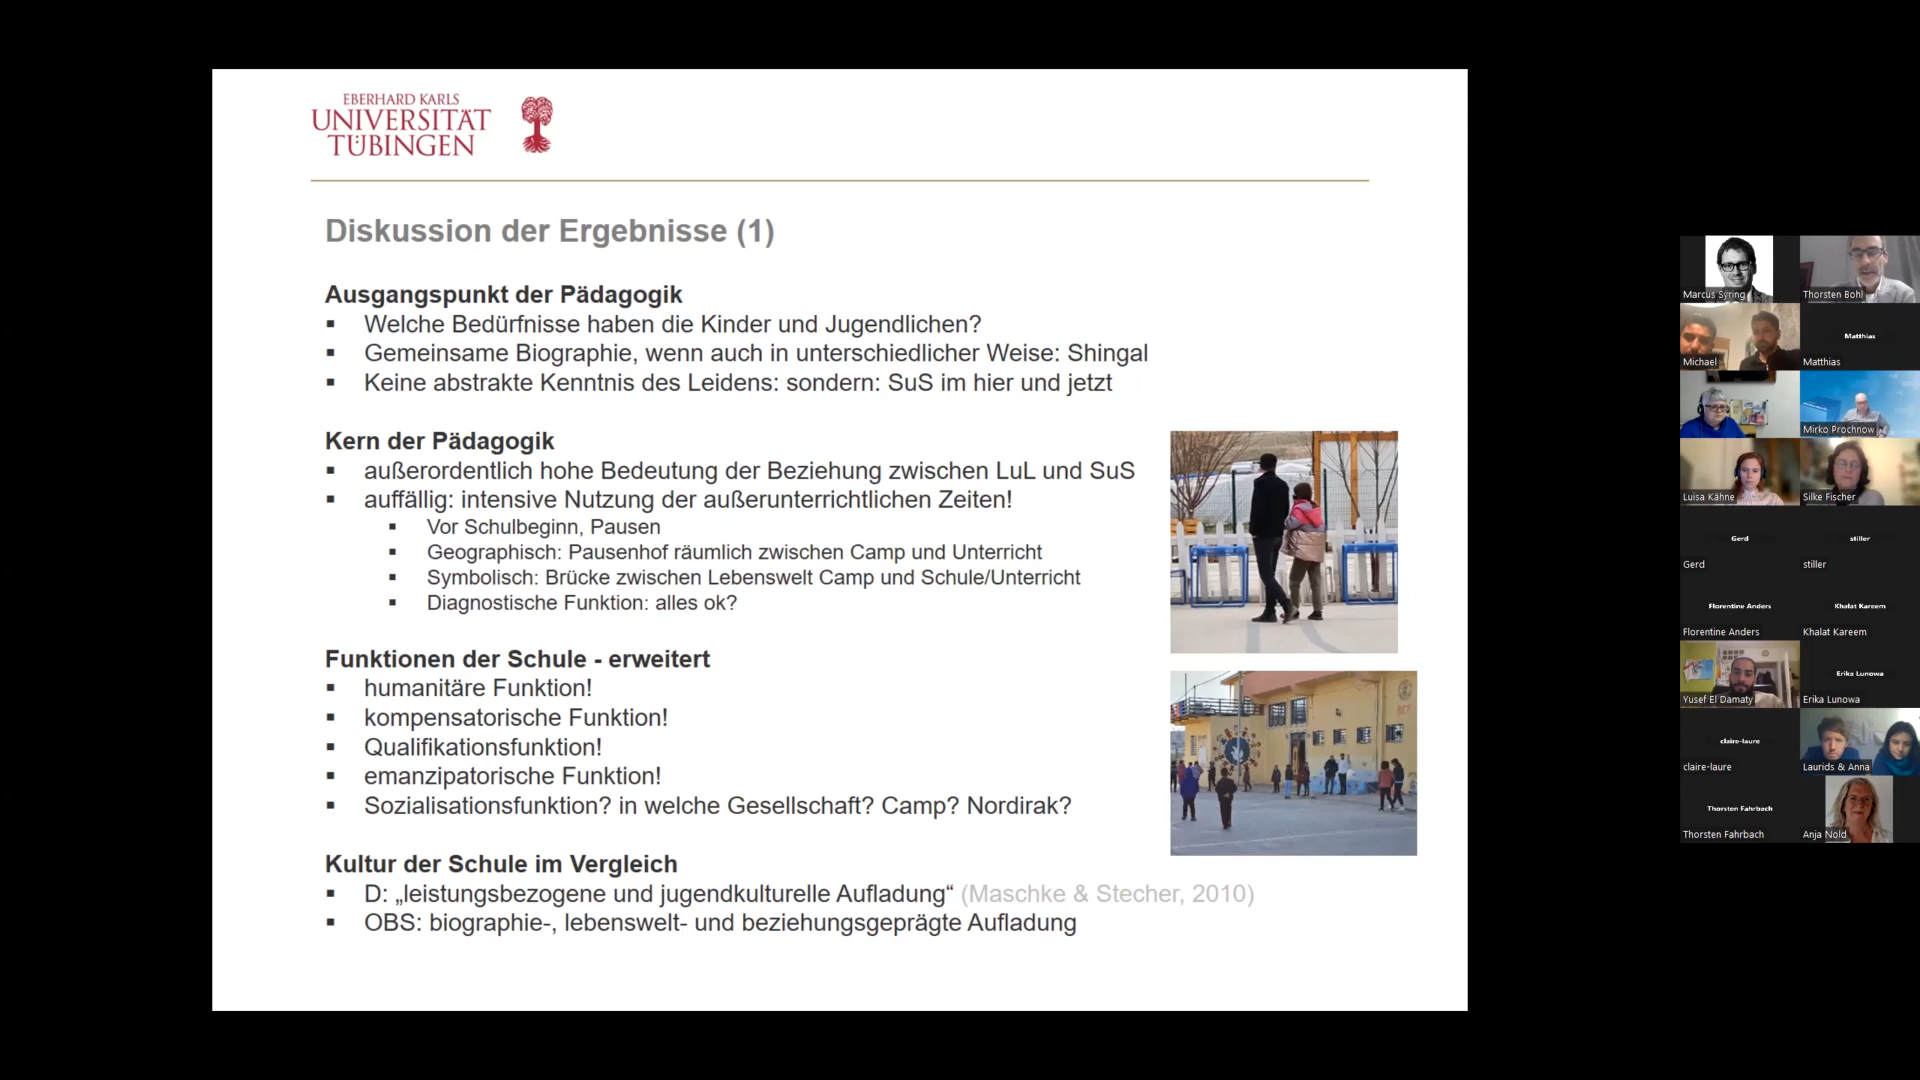 EBERHARD KARLS
UNIVERSITÄT
TÜBINGEN
Diskussion der Ergebnisse (1)
Ausgangspunkt der Pädagogik
▪ Welche Bedürfnisse haben die Kinder und Jugendlichen?
▪ Gemeinsame Biographie, wenn auch in unterschiedlicher Weise: Shingal
▪ Keine abstrakte Kenntnis des Leidens: sondern: SuS im hier und jetzt
Kern der Pädagogik
▪ außerordentlich hohe Bedeutung der Beziehung zwischen LuL und SuS
▪ auffällig: intensive Nutzung der außerunterrichtlichen Zeiten!
▪ Vor Schulbeginn, Pausen
▪ Geographisch: Pausenhof räumlich zwischen Camp und Unterricht
▪ Symbolisch: Brücke zwischen Lebenswelt Camp und Schule/Unterricht
▪ Diagnostische Funktion: alles ok?
Funktionen der Schule - erweitert
▪ humanitäre Funktion!
▪ kompensatorische Funktion!
▪ Qualifikationsfunktion!
▪ emanzipatorische Funktion!
▪ Sozialisationsfunktion? in welche Gesellschaft? Camp? Nordirak?
Kultur der Schule im Vergleich
▪ D: „leistungsbezogene und jugendkulturelle Aufladung“ (Maschke & Stecher, 2010)
▪ OBS: biographie-, lebenswelt- und beziehungsgeprägte Aufladung
Marcus Syring
Thorsten Bohl
Michael
Matthias
Matthias
Mirko Prochnow
Luisa Kähne
Silke Fischer
Gerd
Gerd
stiller
stiller
Florentine Anders
Florentine Anders
Khalat Kareem
Khalat Kareem
Yusef El Damaty
Erika Lunowa
Erika Lunowa
claire-laure
claire-laure
Laurids & Anna
Thorsten Fahrbach
Thorsten Fahrbach
Anja Nold